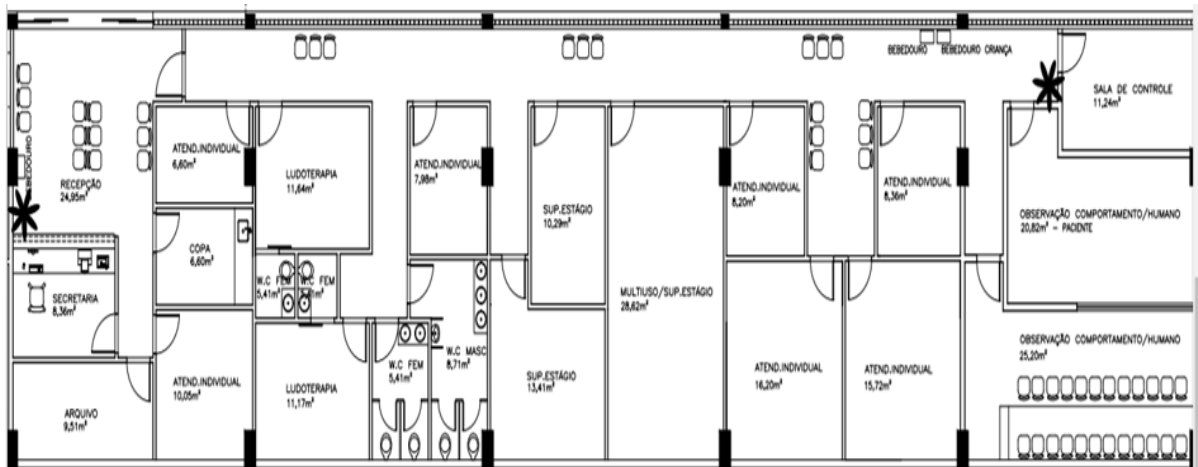 BEBEDOURO
RECEPÇÃO
24,95m²
SECRETARIA
8,36m²
ARQUIVO
9,51m²
ATEND.INDIVIDUAL
6,60m²
COPA
6,60m²
ATEND.INDIVIDUAL
10,05m²
LUDOTERAPIA
11,64m²
W.C FEM
5,41m²
W.C FEM
LUDOTERAPIA
11,17m²
W.C FEM
5,41m²
W.C MASC
8,71m²
ATEND.INDIVIDUAL
7,98m²
SUP.ESTÁGIO
10,29m²
SUP.ESTÁGIO
13,41m²
MULTIUSO/SUP.ESTÁGIO
28,62m²
ATEND.INDIVIDUAL
8,20m²
ATEND.INDIVIDUAL
16,20m²
ATEND.INDIVIDUAL
8,36m²
ATEND.INDIVIDUAL
15,72m²
BEBEDOURO
BEBEDOURO CRIANÇA
SALA DE CONTROLE
11,24m²
OBSERVAÇÃO COMPORTAMENTO/HUMANO
20,82m² - PACIENTE
OBSERVAÇÃO COMPORTAMENTO/HUMANO
25,20m²